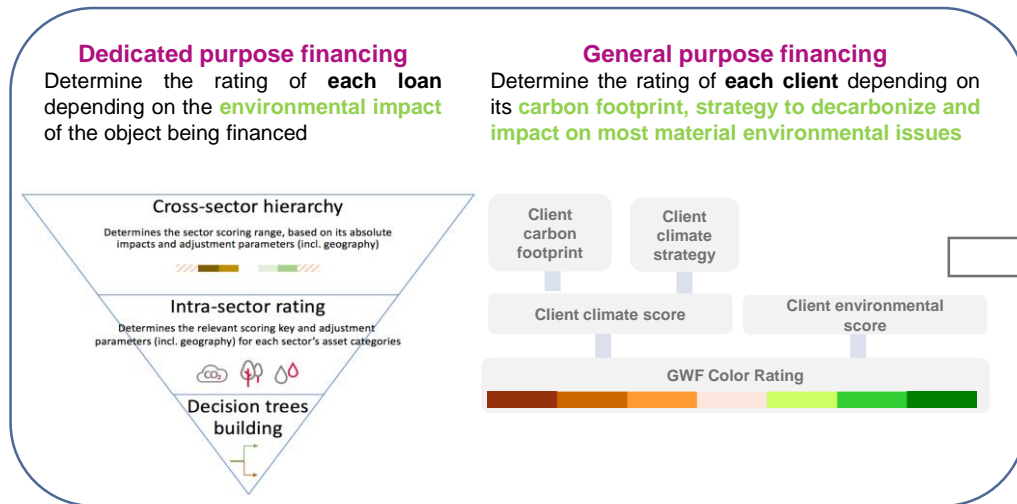 Dedicated purpose financing
Determine the rating of each loan
depending on the environmental impact
of the object being financed
Cross-sector hierarchy
Determines the sector scoring range, based on its absolute
impacts and adjustment parameters (incl. geography)
Intra-sector rating
Determines the relevant scoring key and adjustment
parameters (incl. geography) for each sector's asset categories
CO2
Decision trees
building
General purpose financing
Determine the rating of each client depending on
its carbon footprint, strategy to decarbonize and
impact on most material environmental issues
Client
carbon
footprint
Client
climate
strategy
Client climate score
Client environmental
score
GWF Color Rating